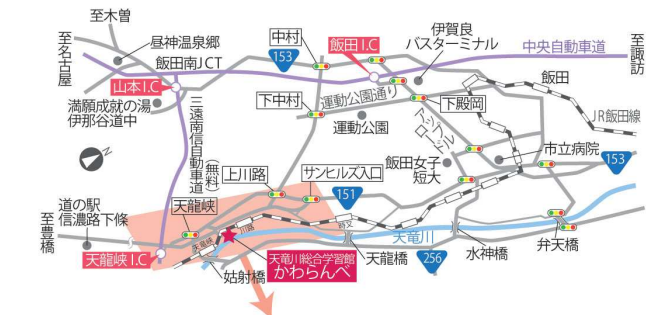 至木曽
至名古屋
昼神温泉郷
飯田南JCT
山本I.C
満願成就の湯
伊那谷道中
中村
153
飯田I.C
伊賀良
バスターミナル
中央自動車道
至諏訪
飯田
下中村
運動公園通り
運動公園
アップルロード
下殿岡
JR飯田線
市立病院
153
飯田女子
短大
三遠南信自動車道
(無料)
上川路
サンヒルズ入口
151
道の駅
信濃路下條
至豊橋
天龍峡
天龍峡I.C
天竜峡
川路
時又
姑射橋
天竜川総合学習館
かわらんべ
天龍橋
天竜川
256
水神橋
弁天橋